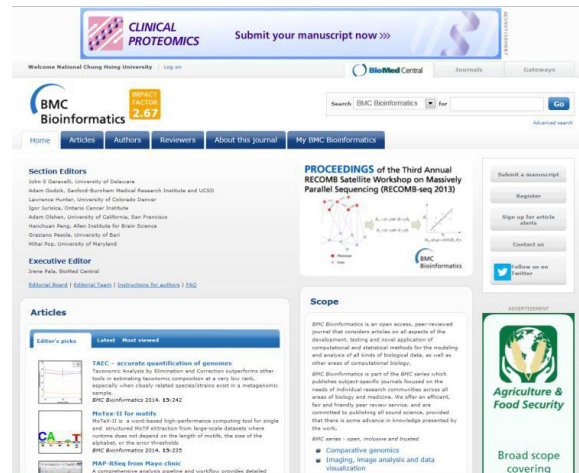 CLINICAL
PROTEOMICS
Submit your manuscript now >>>
ADVERTISEMENT
Welcome National Chung Hsing University | Log on
BioMed Central
Journals
Gateways
BMC
Bioinformatics
IMPACT
FACTOR
2.67
Search BMC Bioinformatics for
Go
Advanced search
Home
Articles
Authors
Reviewers
About this journal
My BMC Bioinformatics
Section Editors
John S Garavelli, University of Delaware
Adam Godzik, Sanford-Burnham Medical Research Institute and UCSD
Lawrence Hunter, University of Colorado Denver
Igor Jurisica, Ontario Cancer Institute
Adam Olshen, University of California, San Francisco
Hanchuan Peng, Allen Institute for Brain Science
Graziano Pesole, University of Bari
Mihai Pop, University of Maryland
Executive Editor
Irene Pala, BioMed Central
Editorial Board | Editorial Team | Instructions for authors | FAQ
PROCEEDINGS of the Third Annual
RECOMB Satellite Workshop on Massively
Parallel Sequencing (RECOMB-seq 2013)
BMC
Bioinformatics
Submit a manuscript
Register
Sign up for article
alerts
Contact us
Follow us on
Twitter
ADVERTISEMENT
Articles
Editor's picks
Latest
Most viewed
TAEC – accurate quantification of genomes
Taxonomic Analysis by Elimination and Correction outperforms other
tools in estimating taxonomic composition at a very low rank,
especially when closely related species/strains exist in a metagenomic
sample.
BMC Bioinformatics 2014, 15:242
MoTex-II for motifs
MoTeX-II is a word-based high-performance computing tool for single
and structured MoTif eXtraction from large-scale datasets where
runtime does not depend on the length of motifs, the size of the
alphabet, or the error thresholds
BMC Bioinformatics 2014, 15:235
MAP-RSeq from Mayo clinic
A comprehensive analysis pipeline and workflow provides detailed
Scope
BMC Bioinformatics is an open access, peer-reviewed
journal that considers articles on all aspects of the
development, testing and novel application of
computational and statistical methods for the modeling
and analysis of all kinds of biological data, as well as
other areas of computational biology.
BMC Bioinformatics is part of the BMC series which
publishes subject-specific journals focused on the
needs of individual research communities across all
areas of biology and medicine. We offer an efficient,
fair and friendly peer review service, and are
committed to publishing all sound science, provided
that there is some advance in knowledge presented by
the work.
BMC series - open, inclusive and trusted
Comparative genomics
Imaging, image analysis and data
visualization
Agriculture &
Food Security
Broad scope
covering